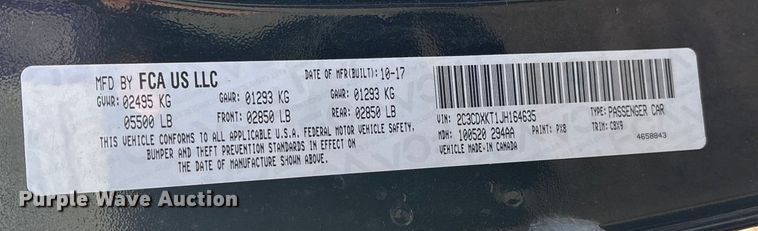 MFD BY FCA US LLC
DATE OF MFR(BUILT): 10-17
GVWR: 02495 KG
05500 LB
GAWR: 01293 KG
FRONT: 02850 LB
GAWR: 01293 KG
REAR: 02850 LB
THIS VEHICLE CONFORMS TO ALL APPLICABLE U.S.A. FEDERAL MOTOR VEHICLE SAFETY,
BUMPER AND THEFT PREVENTION STANDARDS IN EFFECT ON
THE DATE OF MANUFACTURE SHOWN ABOVE.
VIN: 2C3CDXKT1JH164635
TYPE: PASSENGER CAR
MDH: 100520 294AA
PAINT: PX8
TRIM: C8X9
VEHICLE MADE IN CANADA
4658843
Purple Wave Auction